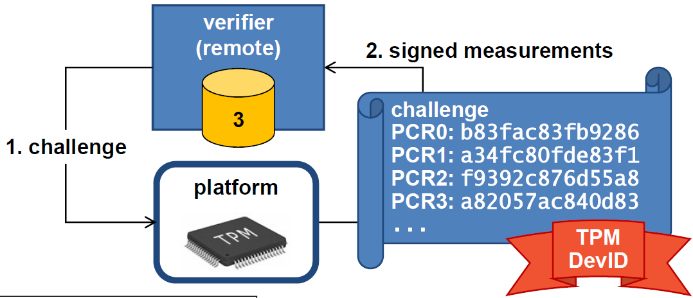 verifier
(remote)
3
1. challenge
2. signed measurements
platform
TPM
challenge
PCR0: b83fac83fb9286
PCR1: a34fc80fde83f1
PCR2: f9392c876d55a8
PCR3: a82057ac840d83
...
TPM
DevID